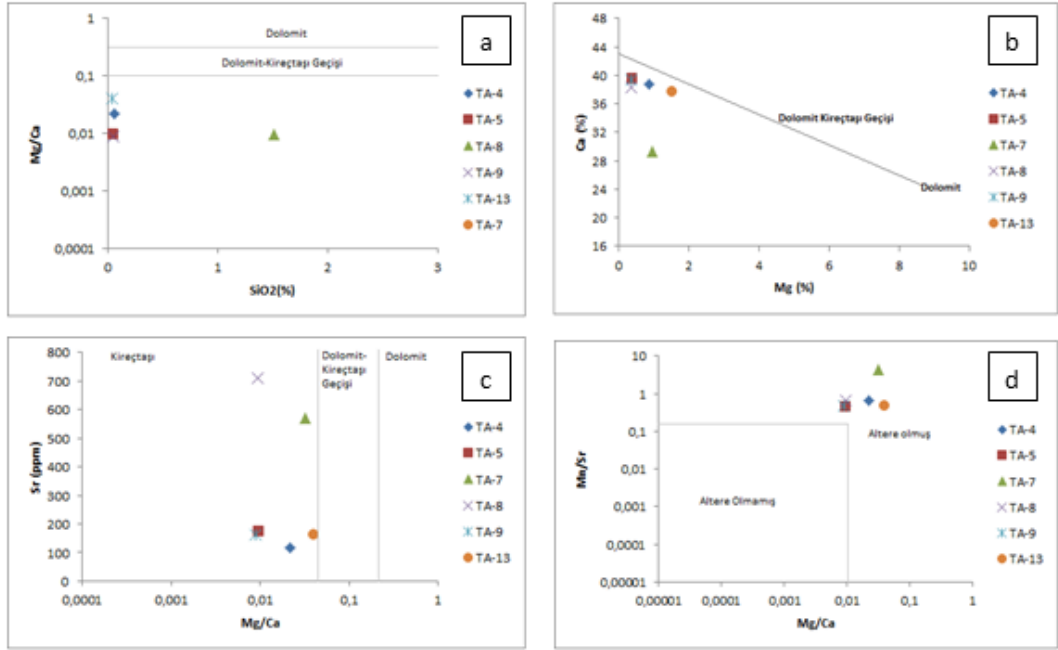 a
Dolomit
Dolomit-Kireçtaşı Geçişi
1
0,1
0,01
0,001
0,0001
Mg/Ca
0
1
2
3
SiO2(%)
TA-4
TA-5
TA-8
TA-9
TA-13
TA-7
b
48
44
40
36
32
28
24
20
16
Ca (%)
Dolomit Kireçtaşı Geçişi
Dolomit
0
2
4
6
8
10
Mg (%)
TA-4
TA-5
TA-7
TA-8
TA-9
TA-13
c
Kireçtaşı
Dolomit-
Kireçtaşı
Geçişi
Dolomit
800
700
600
500
400
300
200
100
0
Sr (ppm)
0,0001
0,001
0,01
0,1
1
Mg/Ca
TA-4
TA-5
TA-7
TA-8
TA-9
TA-13
d
10
1
0,1
0,01
0,001
0,0001
0,00001
Mn/Sr
Altere olmuş
Altere Olmamış
0,00001
0,0001
0,001
0,01
0,1
1
Mg/Ca
TA-4
TA-5
TA-7
TA-8
TA-9
TA-13